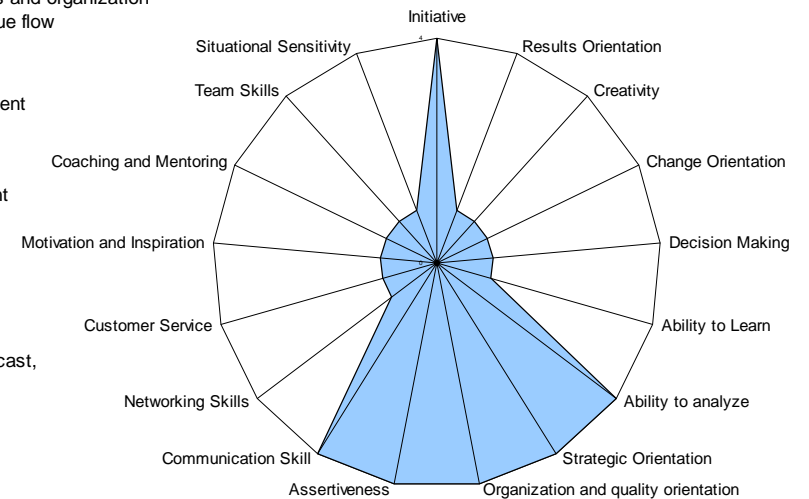 s and organization
ue flow
ent
nt
cast,
Initiative
4
Situational Sensitivity
Results Orientation
Team Skills
Creativity
Coaching and Mentoring
Change Orientation
Motivation and Inspiration
Decision Making
0
Customer Service
Ability to Learn
Networking Skills
Ability to analyze
Communication Skill
Strategic Orientation
Assertiveness
Organization and quality orientation